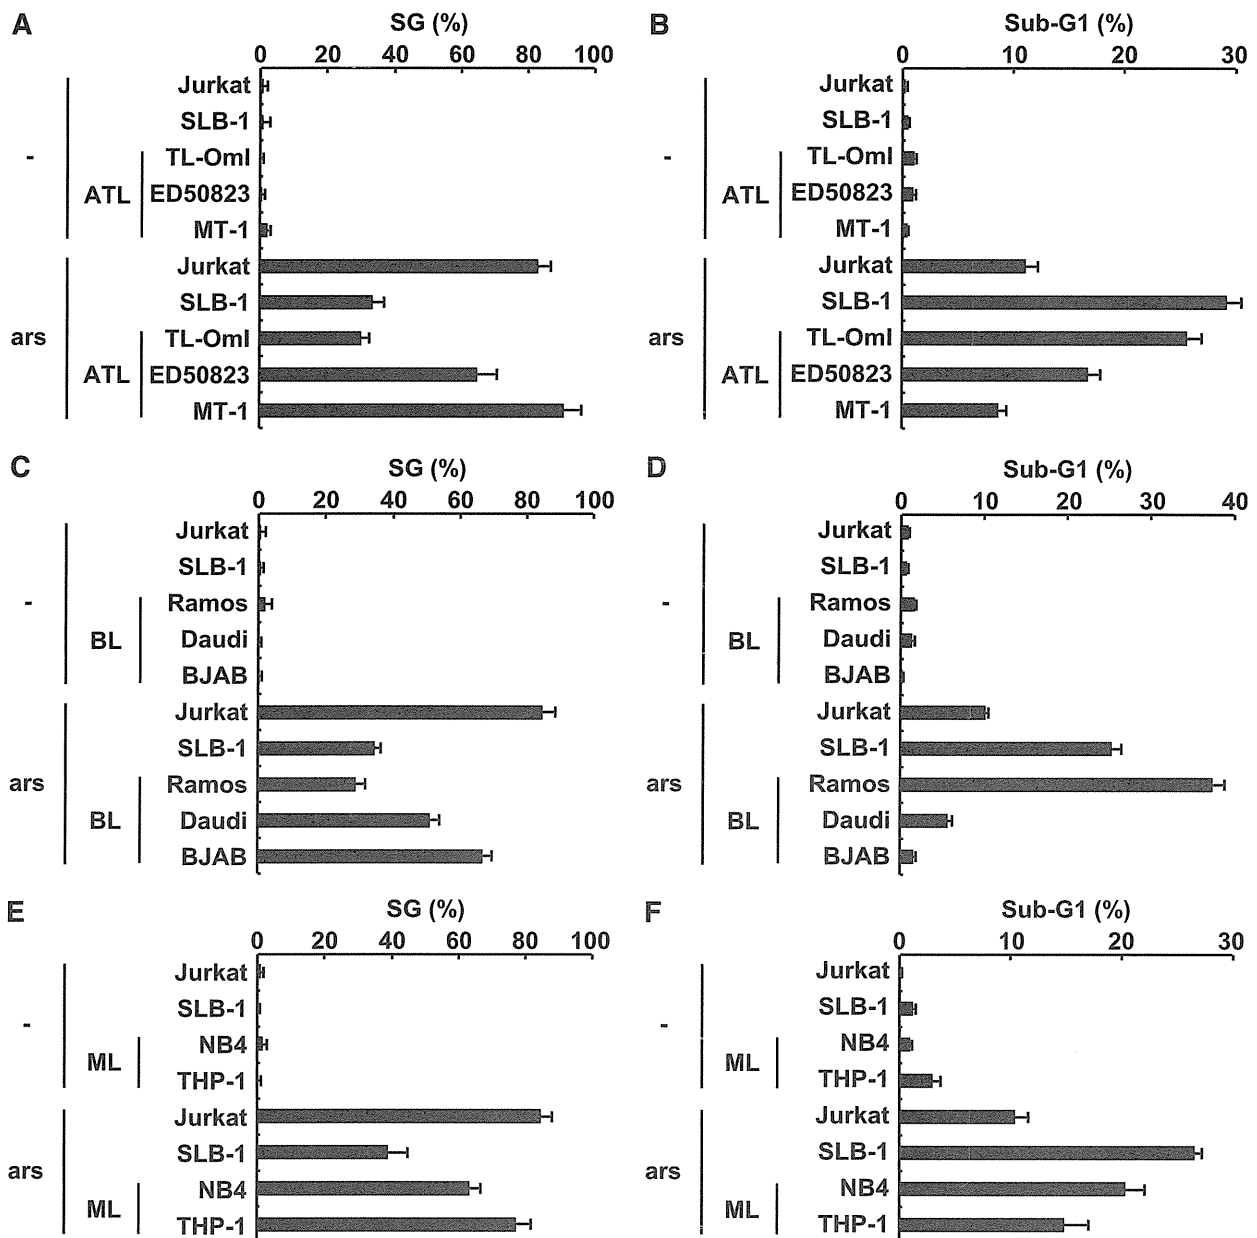 A
SG (%)
0 20 40 60 80 100
Jurkat
SLB-1
-
TL-OmI
ATL
ED50823
MT-1
Jurkat
SLB-1
ars
TL-OmI
ATL
ED50823
MT-1
B
Sub-G1 (%)
0 10 20 30
Jurkat
SLB-1
-
TL-OmI
ATL
ED50823
MT-1
Jurkat
SLB-1
ars
TL-OmI
ATL
ED50823
MT-1
C
SG (%)
0 20 40 60 80 100
Jurkat
SLB-1
-
Ramos
BL
Daudi
BJAB
Jurkat
SLB-1
ars
Ramos
BL
Daudi
BJAB
D
Sub-G1 (%)
0 10 20 30 40
Jurkat
SLB-1
-
Ramos
BL
Daudi
BJAB
Jurkat
SLB-1
ars
Ramos
BL
Daudi
BJAB
E
SG (%)
0 20 40 60 80 100
Jurkat
SLB-1
-
NB4
ML
THP-1
Jurkat
SLB-1
ars
NB4
ML
THP-1
F
Sub-G1 (%)
0 10 20 30
Jurkat
SLB-1
-
NB4
ML
THP-1
Jurkat
SLB-1
ars
NB4
ML
THP-1